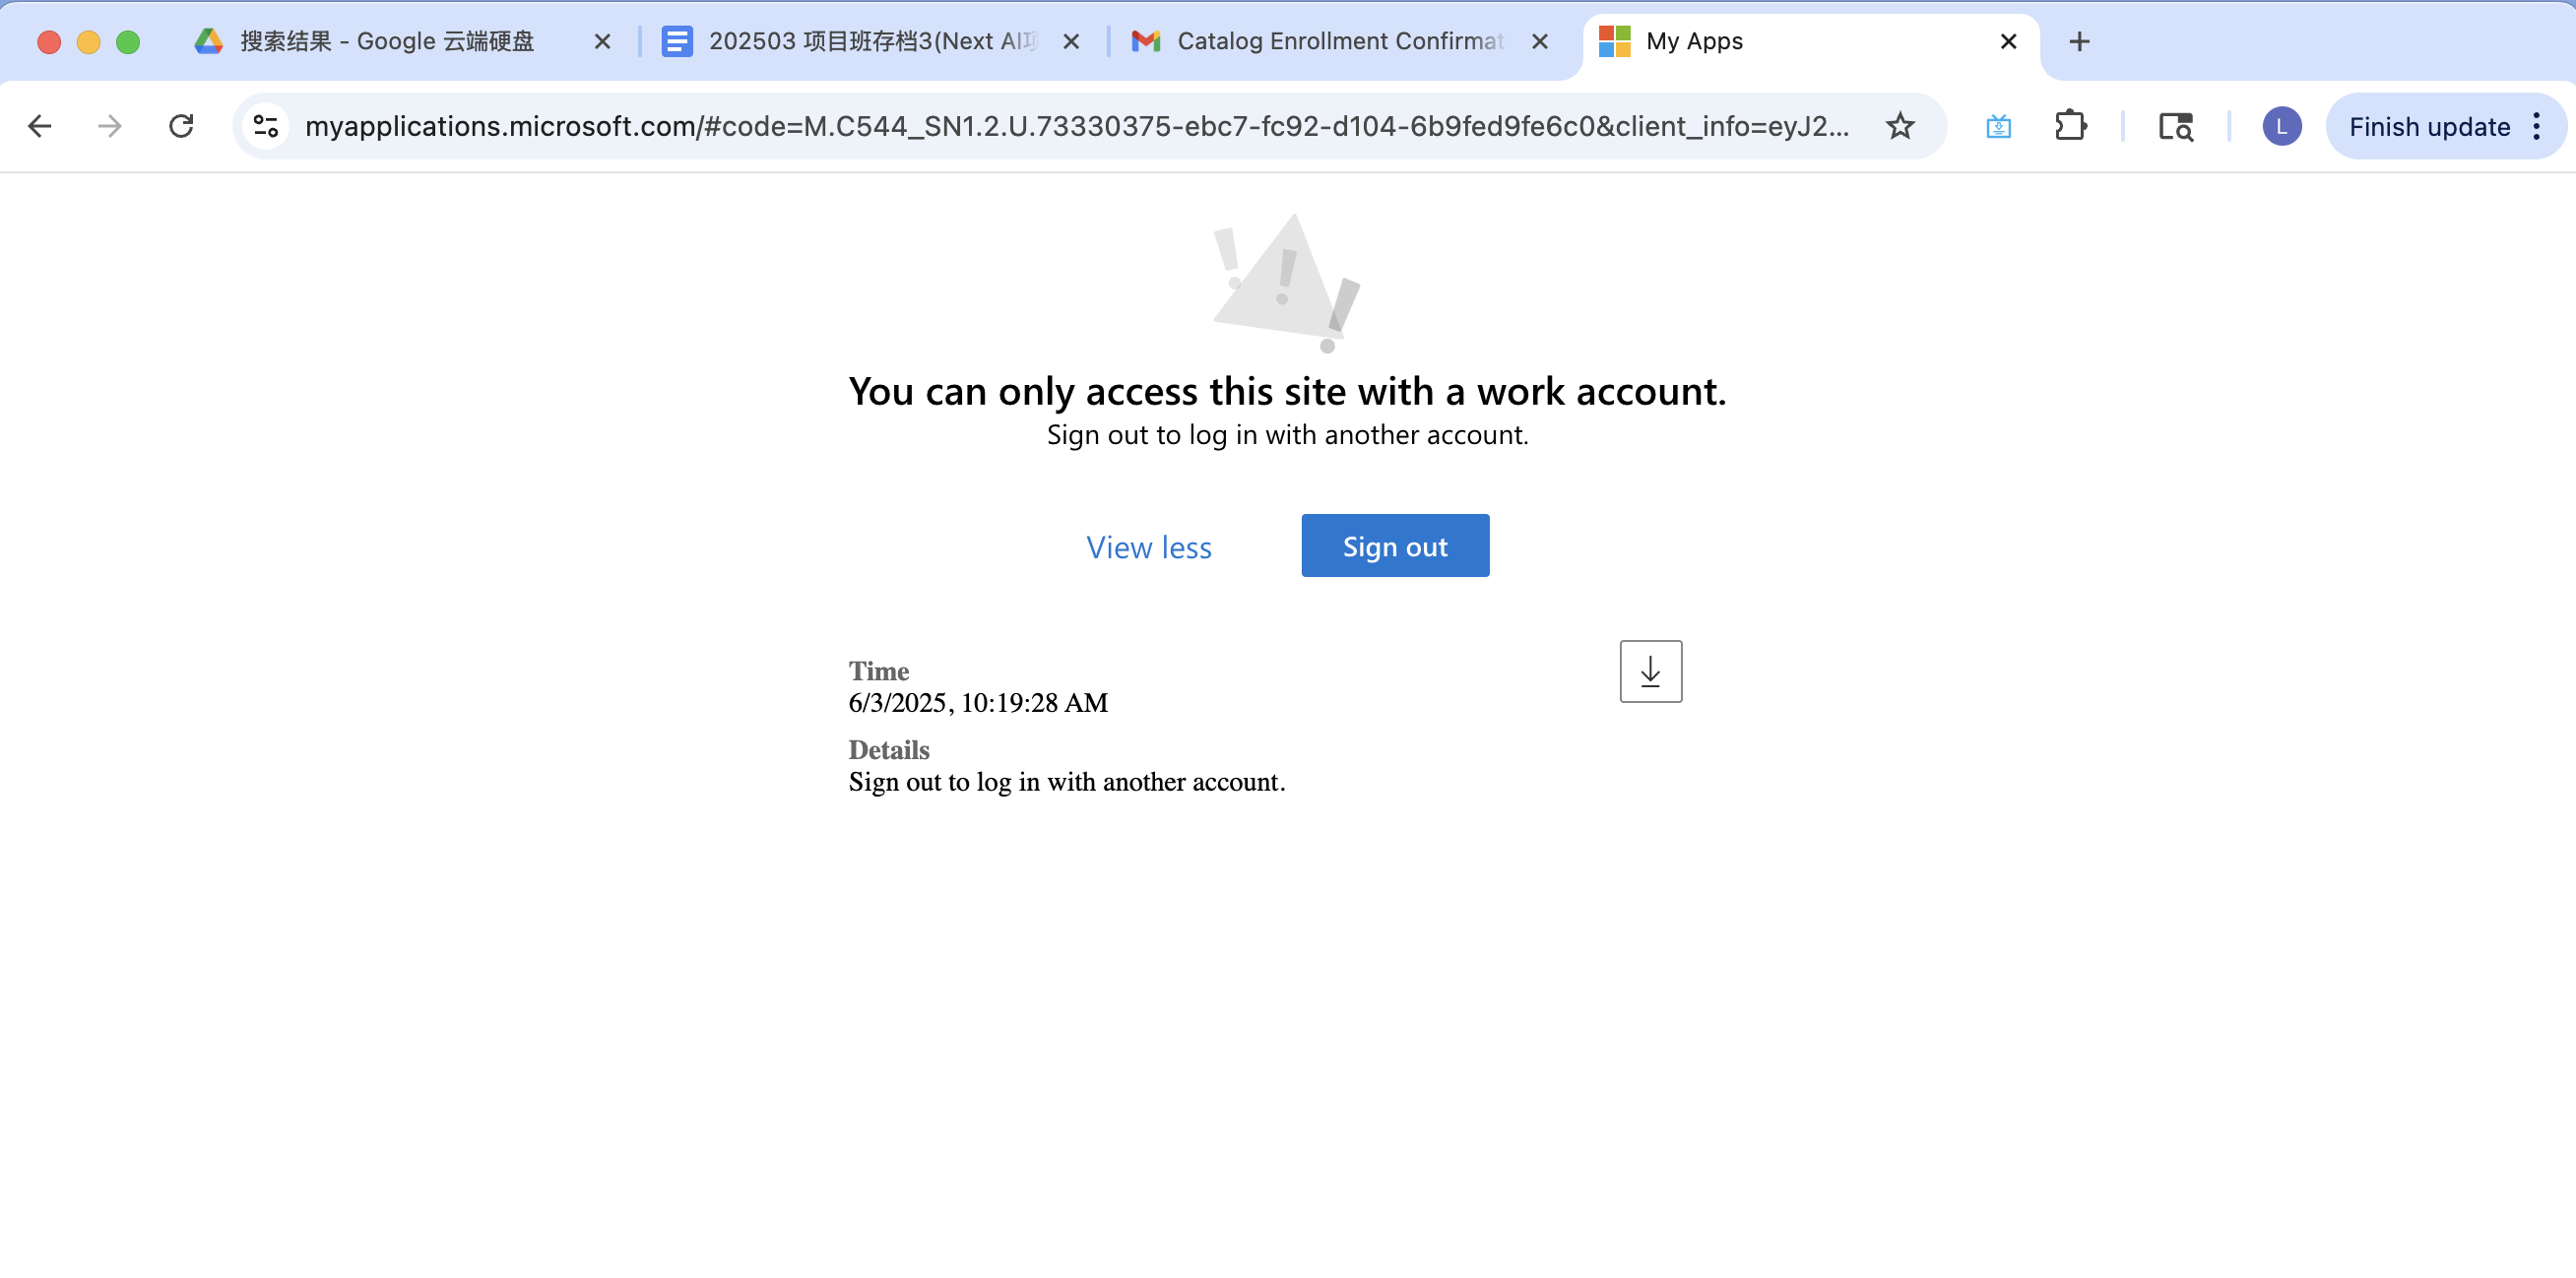 搜索结果 - Google 云端硬盘
202503 项目班存档3(Next AI项
Catalog Enrollment Confirmat
My Apps
myapplications.microsoft.com/#code=M.C544_SN1.2.U.73330375-ebc7-fc92-d104-6b9fed9fe6c0&client_info=eyJ2...
L
Finish update
You can only access this site with a work account.
Sign out to log in with another account.
View less
Sign out
Time
6/3/2025, 10:19:28 AM
Details
Sign out to log in with another account.